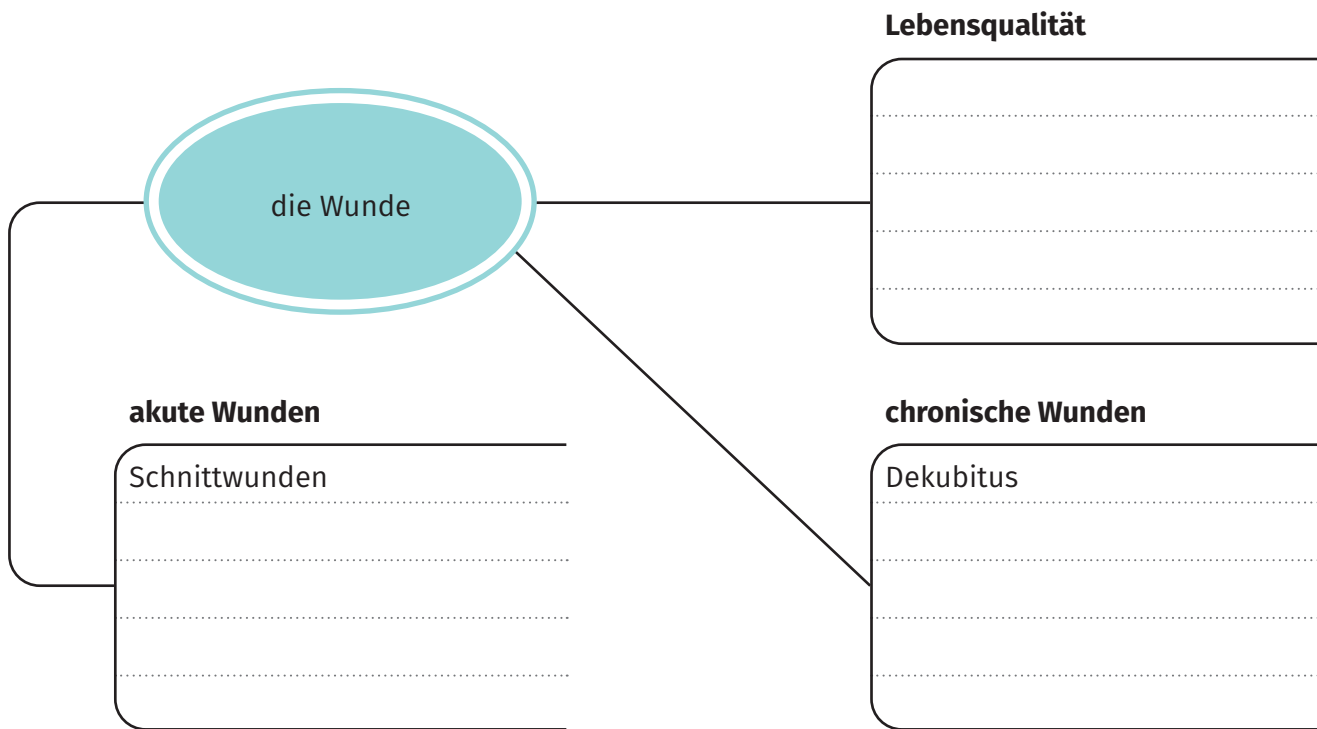 Lebensqualität
die Wunde
akute Wunden
Schnittwunden
chronische Wunden
Dekubitus